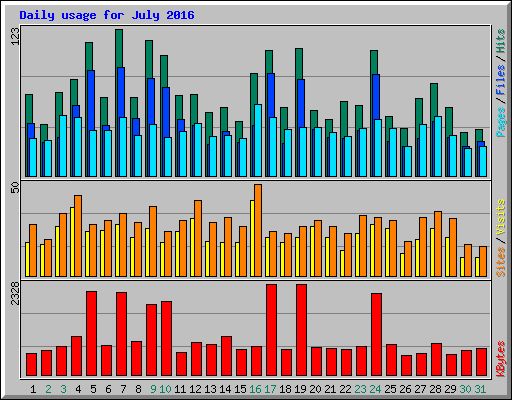 Daily usage for July 2016
123
Pages / Files / Hits
50
Sites / Visits
2328
KBytes
1 2 3 4 5 6 7 8 9 10 11 12 13 14 15 16 17 18 19 20 21 22 23 24 25 26 27 28 29 30 31